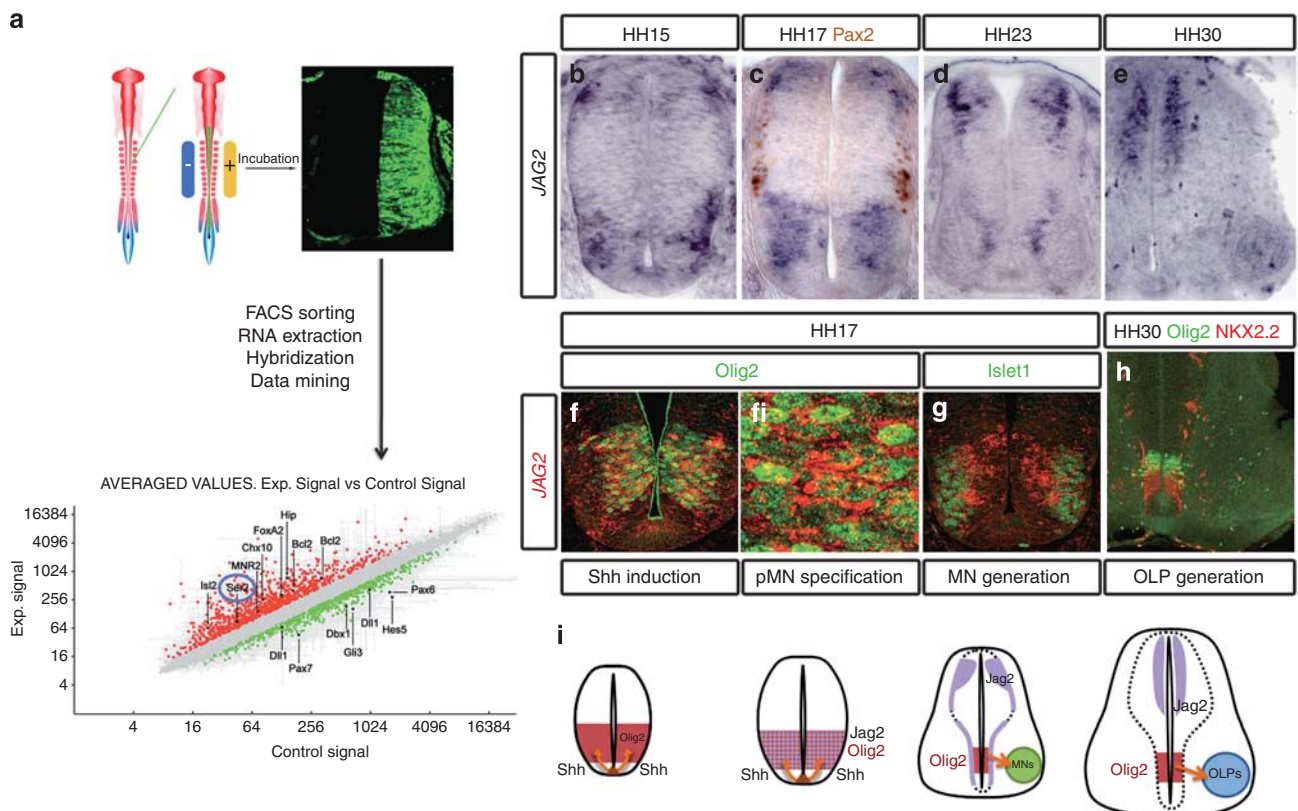 a
-
+
Incubation
FACS sorting
RNA extraction
Hybridization
Data mining
AVERAGED VALUES. Exp. Signal vs Control Signal
Exp. signal
16384
4096
1024
256
64
16
4
4
16
64
256
1024
4096
16384
Control signal
Hip
FoxA2
Bcl2
Bcl2
Chx10
MNR2
Isl2
Ser2
Pax6
Dll1
Hes5
Dbx1
Gli3
Dll1
Pax7
HH15
HH17 Pax2
HH23
HH30
JAG2
b
c
d
e
HH17
HH30 Olig2 NKX2.2
Olig2
Islet1
JAG2
f
fi
g
h
Shh induction
pMN specification
MN generation
OLP generation
i
Olig2
Shh
Shh
Jag2
Olig2
Shh
Shh
Jag2
Olig2
MNs
Jag2
Olig2
OLPs